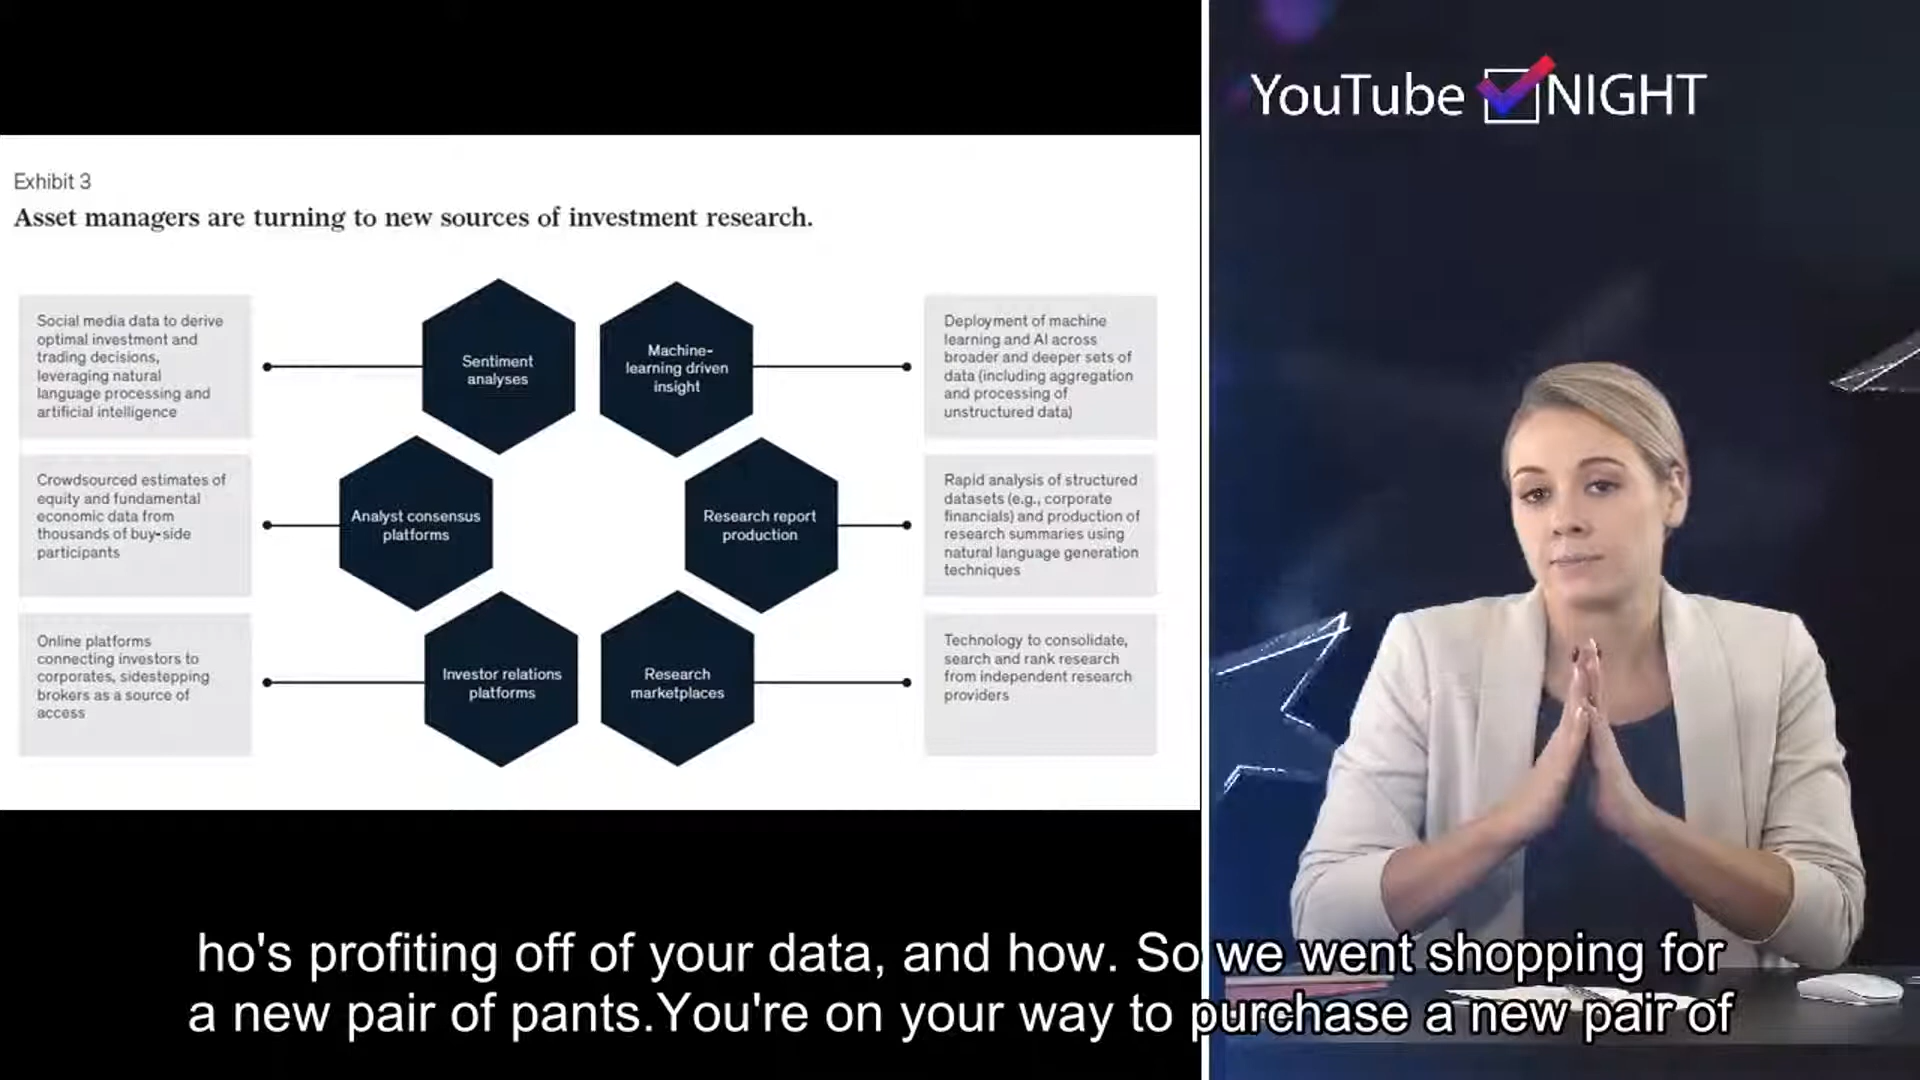 YouTube NIGHT
Exhibit 3
Asset managers are turning to new sources of investment research.
Social media data to derive
optimal investment and
trading decisions,
leveraging natural
language processing and
artificial intelligence
Sentiment
analyses
Machine-
learning driven
insight
Deployment of machine
learning and AI across
broader and deeper sets of
data (including aggregation
and processing of
unstructured data)
Crowdsourced estimates of
equity and fundamental
economic data from
thousands of buy-side
participants
Analyst consensus
platforms
Research report
production
Rapid analysis of structured
datasets (e.g., corporate
financials) and production of
research summaries using
natural language generation
techniques
Online platforms
connecting investors to
corporates, sidestepping
brokers as a source of
access
Investor relations
platforms
Research
marketplaces
Technology to consolidate,
search and rank research
from independent research
providers
ho's profiting off of your data, and how. So we went shopping for
a new pair of pants.You're on your way to purchase a new pair of